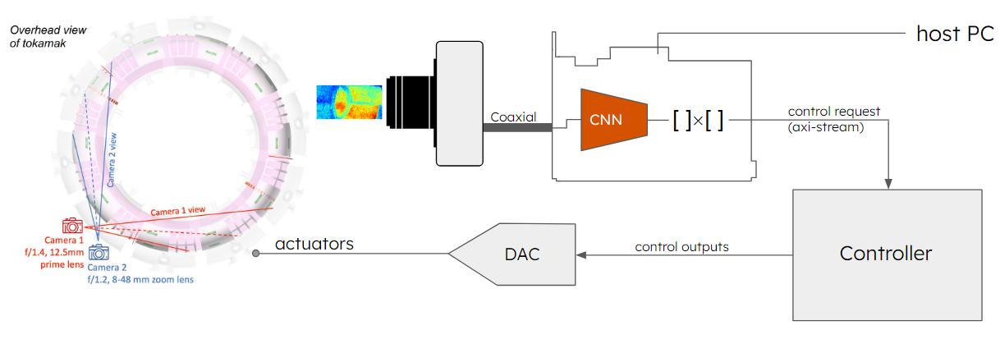 Overhead view
of tokamak
host PC
Coaxial
CNN
[ ]×[ ]
control request
(axi-stream)
Camera 2 view
Camera 1 view
Camera 1
f/1.4, 12.5mm
prime lens
Camera 2
f/1.2, 8-48 mm zoom lens
actuators
DAC
control outputs
Controller